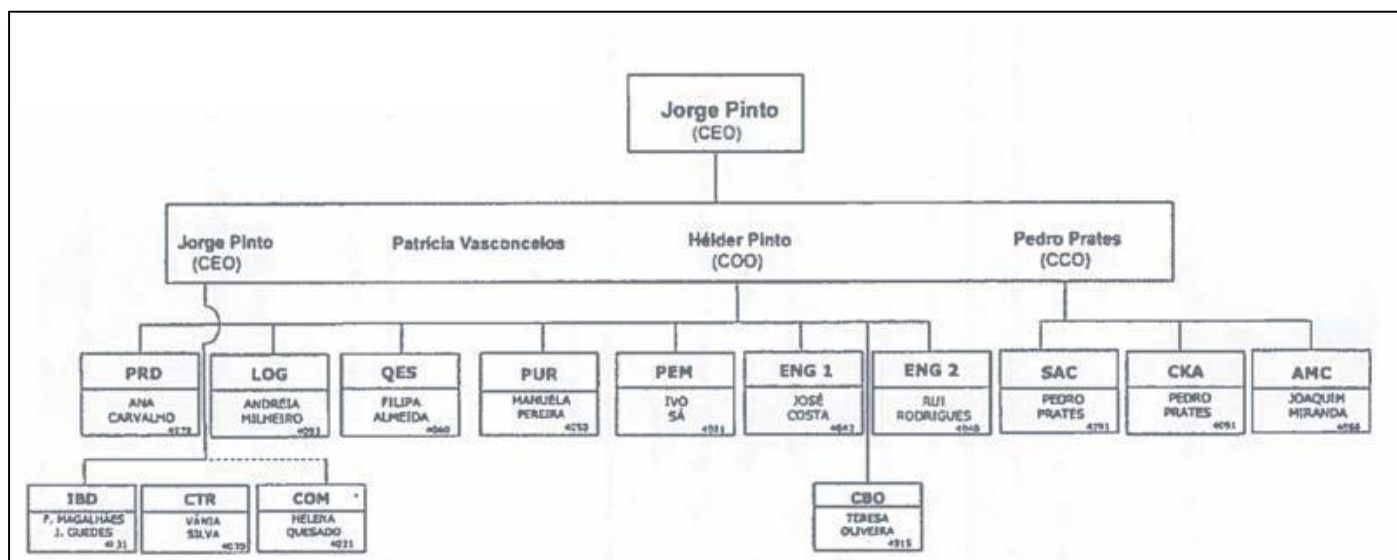 Jorge Pinto
(CEO)
Jorge Pinto
(CEO)
Patrícia Vasconcelos
Hélder Pinto
(COO)
Pedro Prates
(CCO)
PRD
ANA
CARVALHO
LOG
ANDREIA
MILHEIRO
QES
FILIPA
ALMEIDA
PUR
MANUELA
PEREIRA
PEM
IVO
SÁ
ENG 1
JOSÉ
COSTA
ENG 2
RUI
RODRIGUES
SAC
PEDRO
PRATES
CKA
PEDRO
PRATES
AMC
JOAQUIM
MIRANDA
IBD
P. MAGALHÃES
J. GUEDES
CTR
VÂNIA
SILVA
COM
HELENA
QUESADO
CBO
TERESA
OLIVEIRA